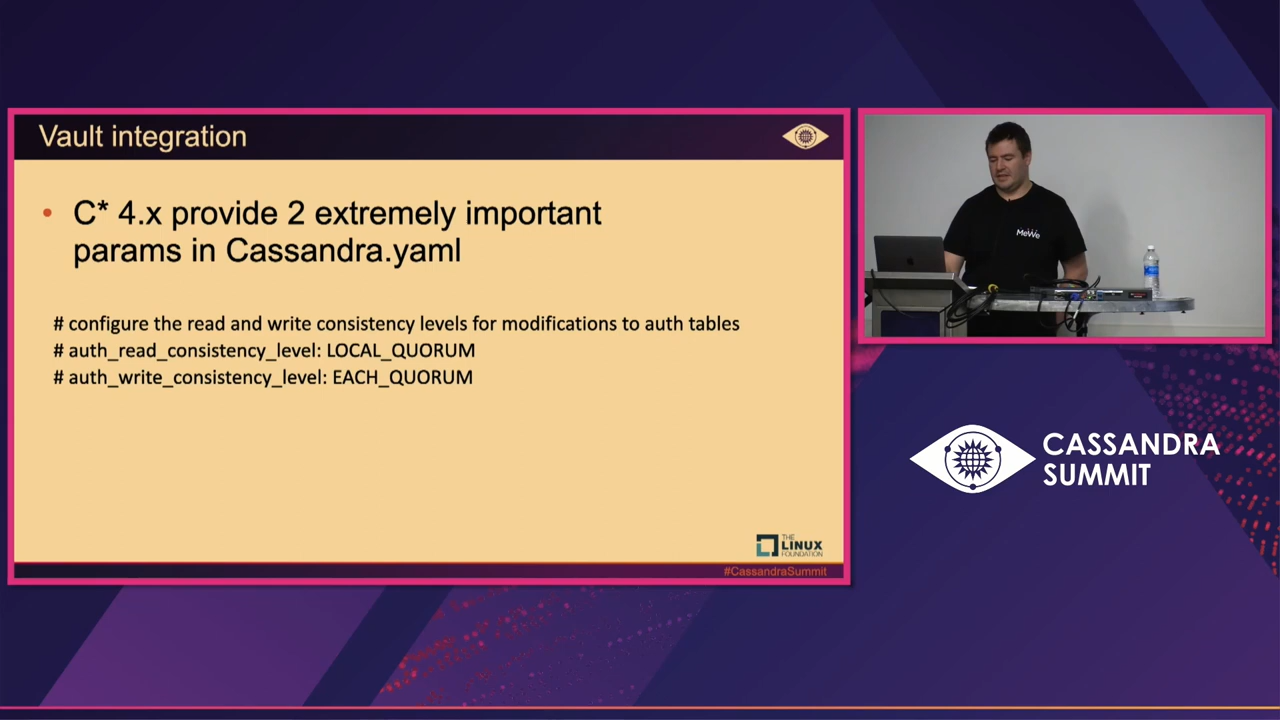 Vault integration
• C* 4.x provide 2 extremely important
params in Cassandra.yaml
# configure the read and write consistency levels for modifications to auth tables
# auth_read_consistency_level: LOCAL_QUORUM
# auth_write_consistency_level: EACH_QUORUM
THE
LINUX
FOUNDATION
#CassandraSummit
MeWe
CASSANDRA
SUMMIT